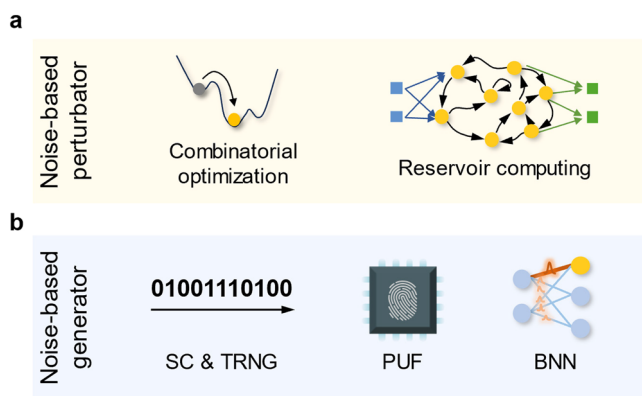 a
Noise-based
perturbator
Combinatorial
optimization
Reservoir computing
b
Noise-based
generator
01001110100
SC & TRNG
PUF
BNN